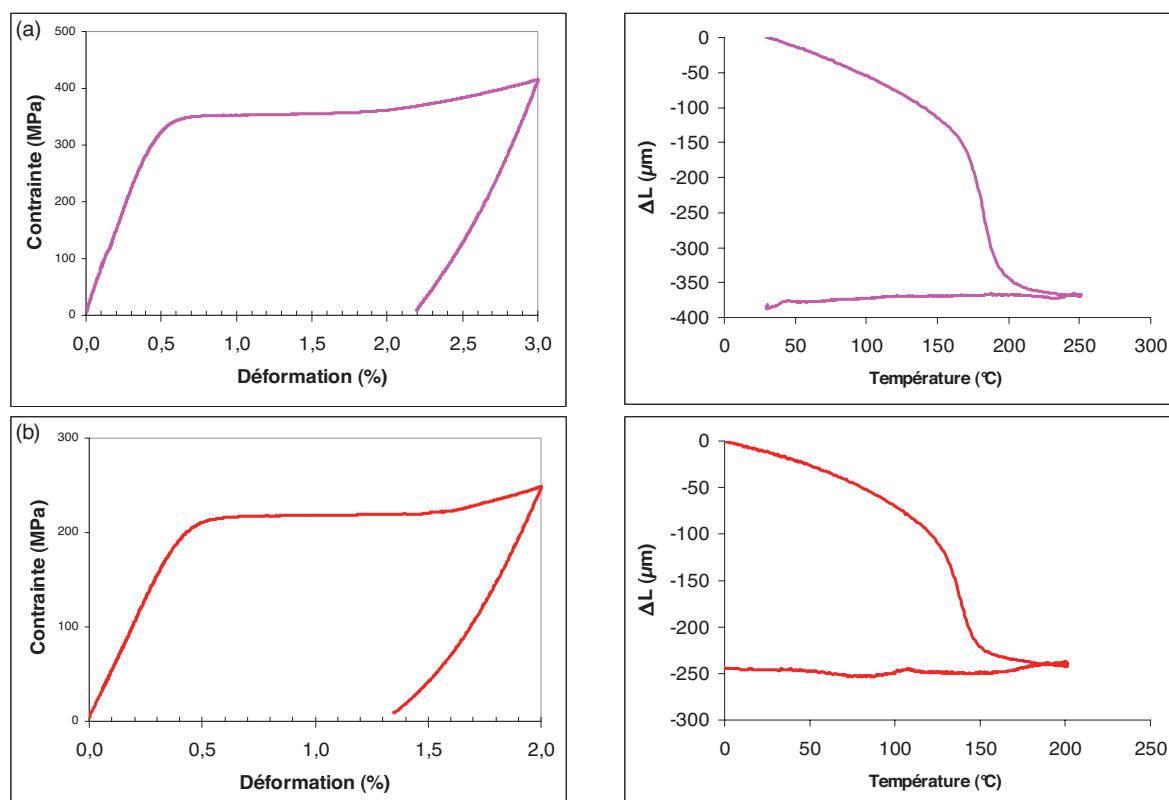 (a)
500
400
300
200
100
0
Contrainte (MPa)
0,0 0,5 1,0 1,5 2,0 2,5 3,0
Déformation (%)
0
-50
-100
-150
-200
-250
-300
-350
-400
ΔL (µm)
0 50 100 150 200 250 300
Température (°C)
(b)
300
200
100
0
Contrainte (MPa)
0,0 0,5 1,0 1,5 2,0
Déformation (%)
0
-50
-100
-150
-200
-250
-300
ΔL (µm)
0 50 100 150 200 250
Température (°C)